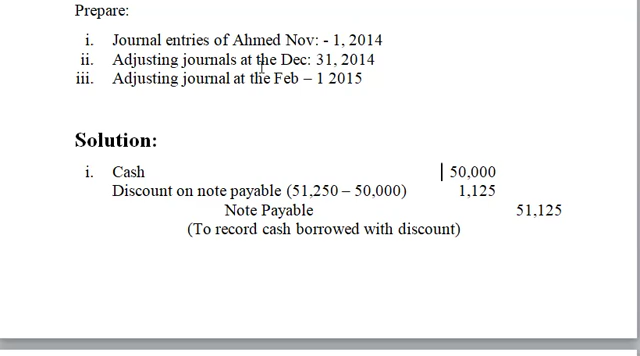 Prepare:
i. Journal entries of Ahmed Nov: - 1, 2014
ii. Adjusting journals at the Dec: 31, 2014
iii. Adjusting journal at the Feb – 1 2015
Solution:
i. Cash 50,000
Discount on note payable (51,250 – 50,000) 1,125
Note Payable 51,125
(To record cash borrowed with discount)